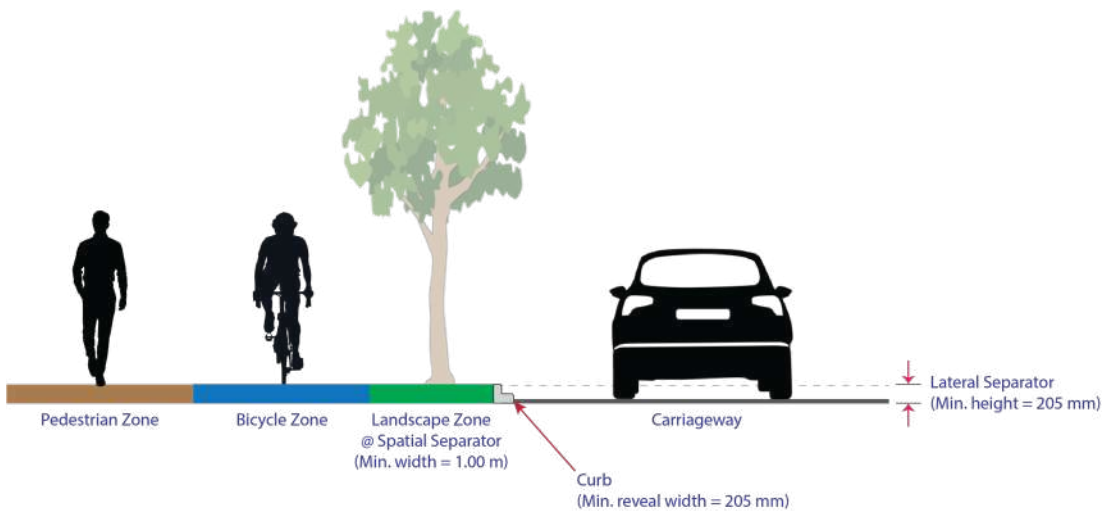 Pedestrian Zone
Bicycle Zone
Landscape Zone
@ Spatial Separator
(Min. width = 1.00 m)
Carriageway
Lateral Separator
(Min. height = 205 mm)
Curb
(Min. reveal width = 205 mm)